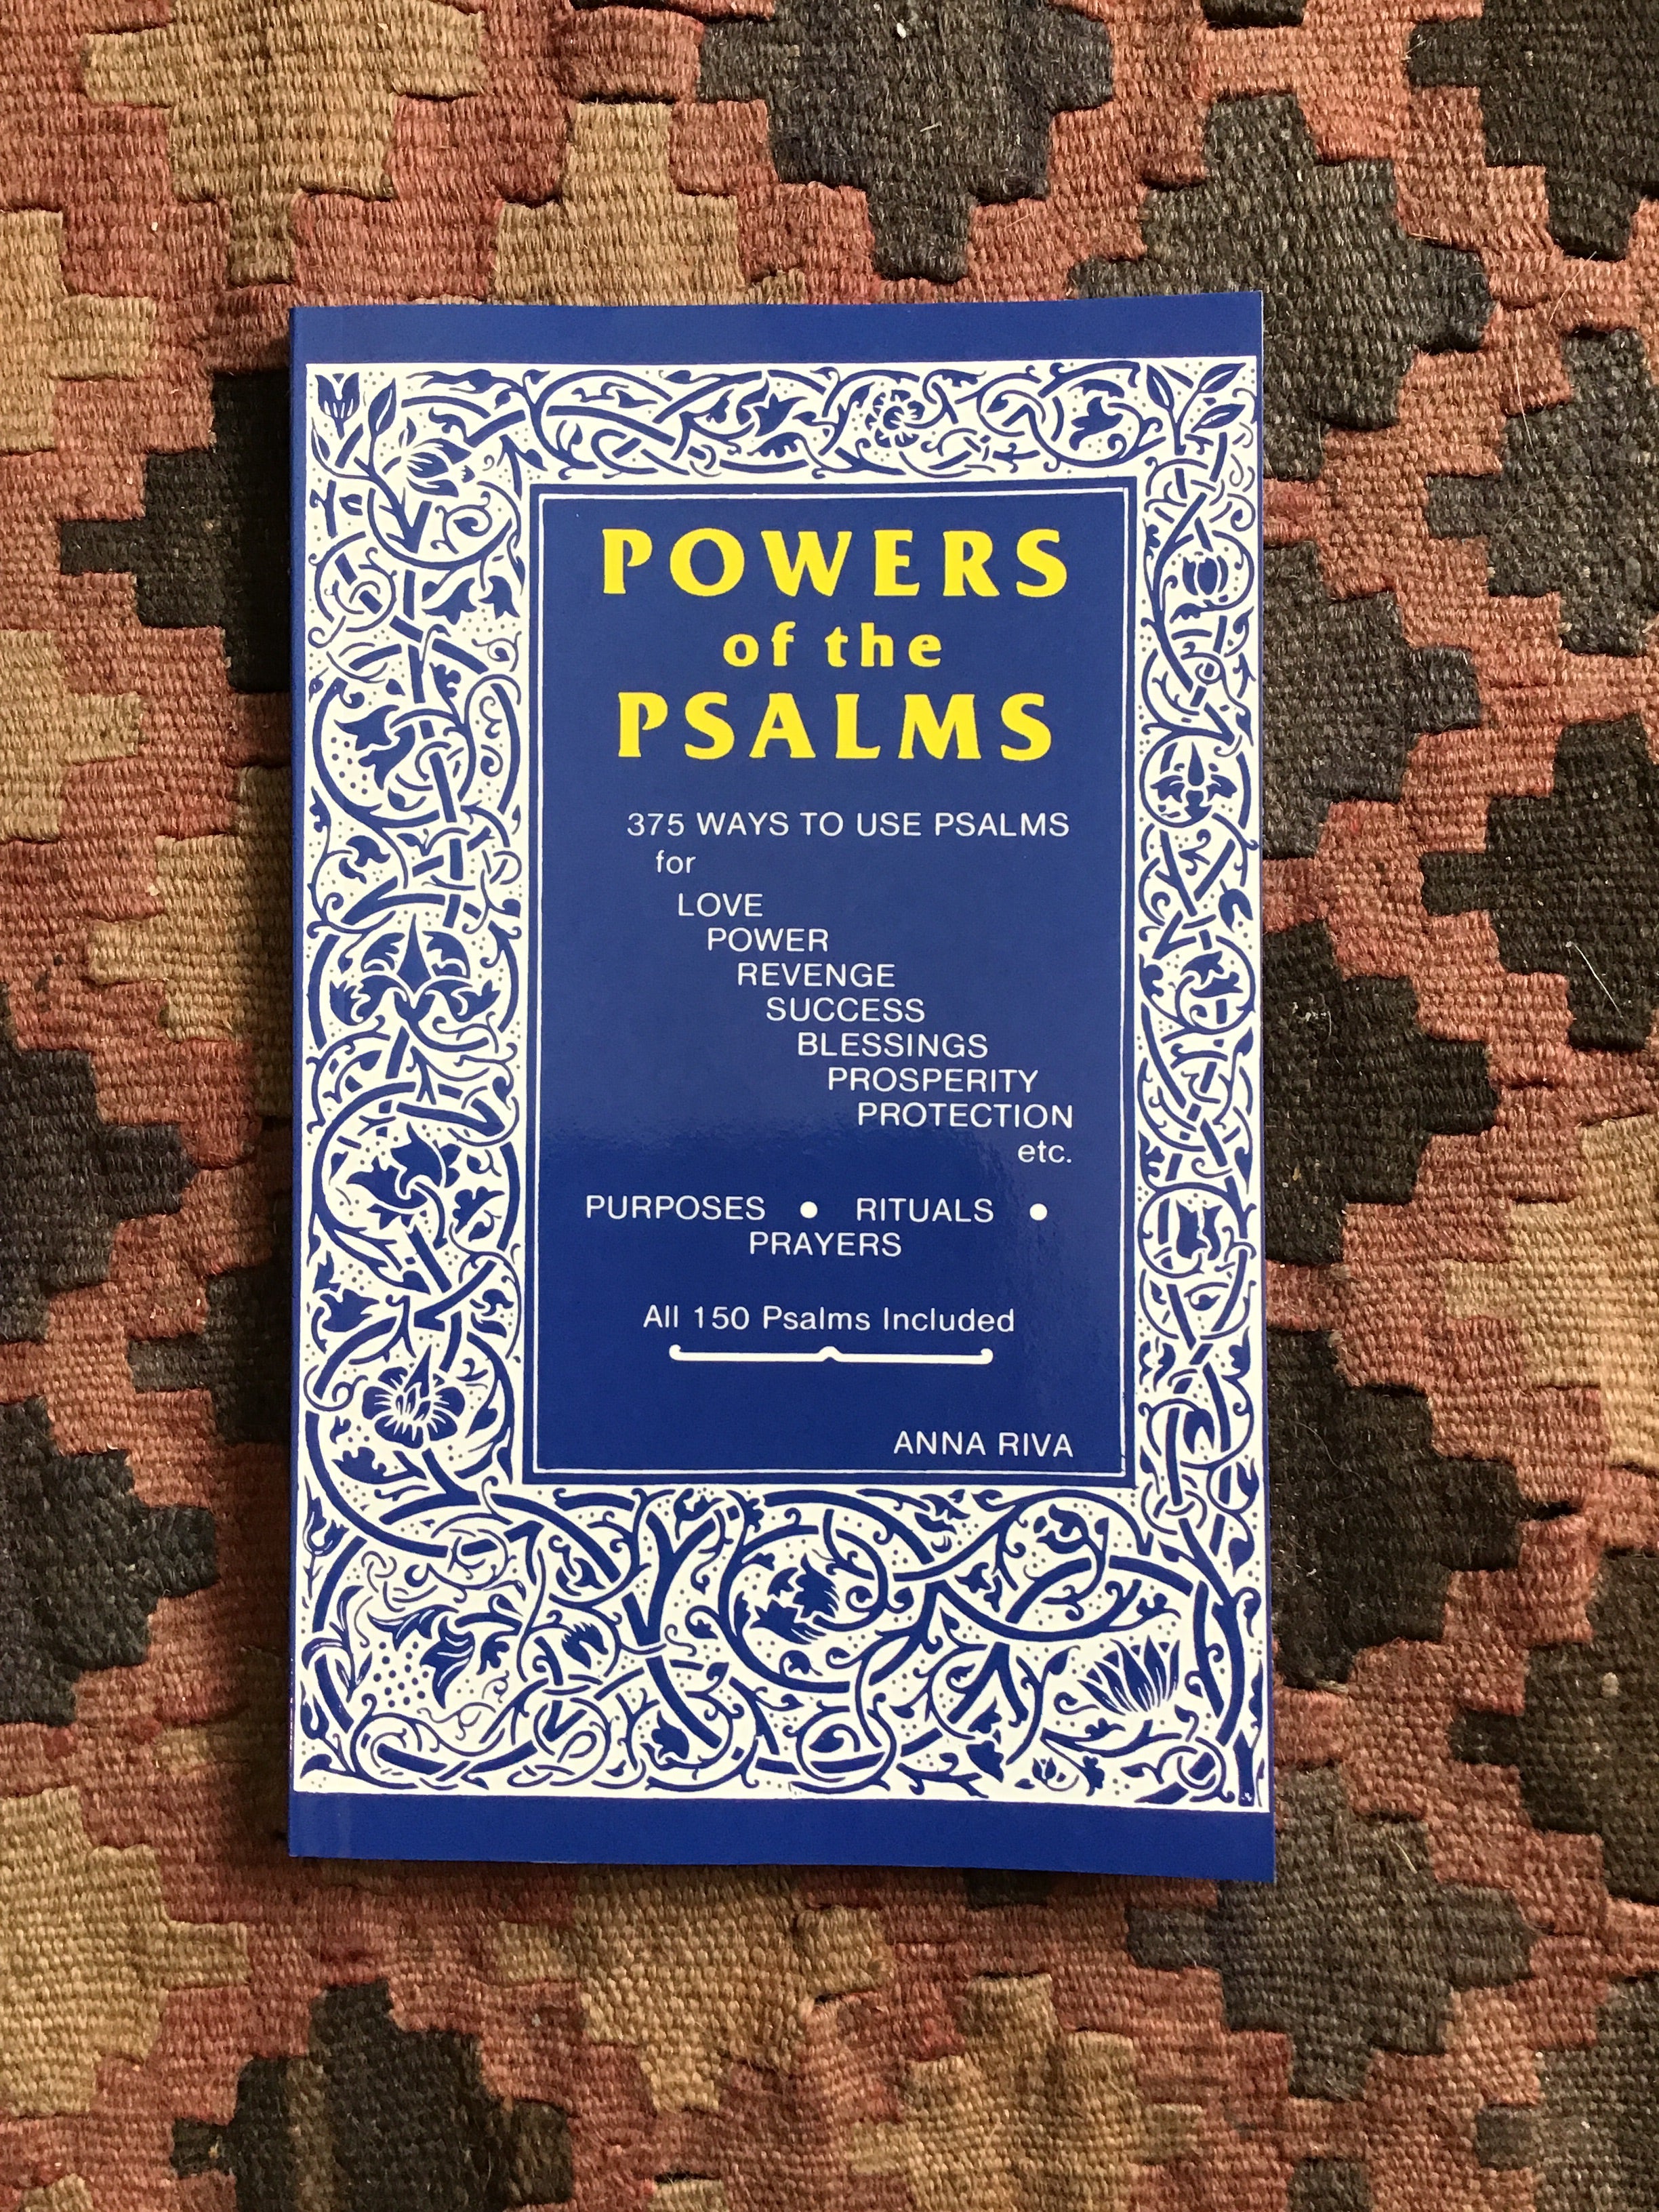 POWERS
of the
PSALMS
375 WAYS TO USE PSALMS
for
LOVE
POWER
REVENGE
SUCCESS
BLESSINGS
PROSPERITY
PROTECTION
etc.
PURPOSES • RITUALS •
PRAYERS
All 150 Psalms Included
ANNA RIVA